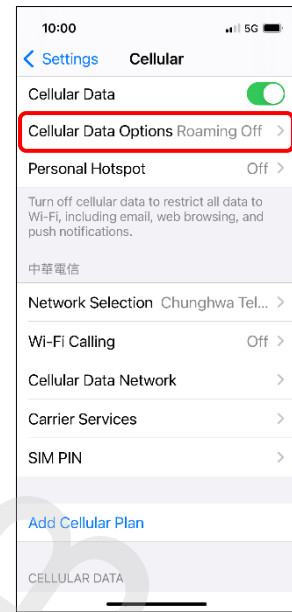 10:00 5G
Settings Cellular
Cellular Data
Cellular Data Options Roaming Off
Personal Hotspot Off
Turn off cellular data to restrict all data to
Wi-Fi, including email, web browsing, and
push notifications.
中華電信
Network Selection Chunghwa Tel...
Wi-Fi Calling Off
Cellular Data Network
Carrier Services
SIM PIN
Add Cellular Plan
CELLULAR DATA